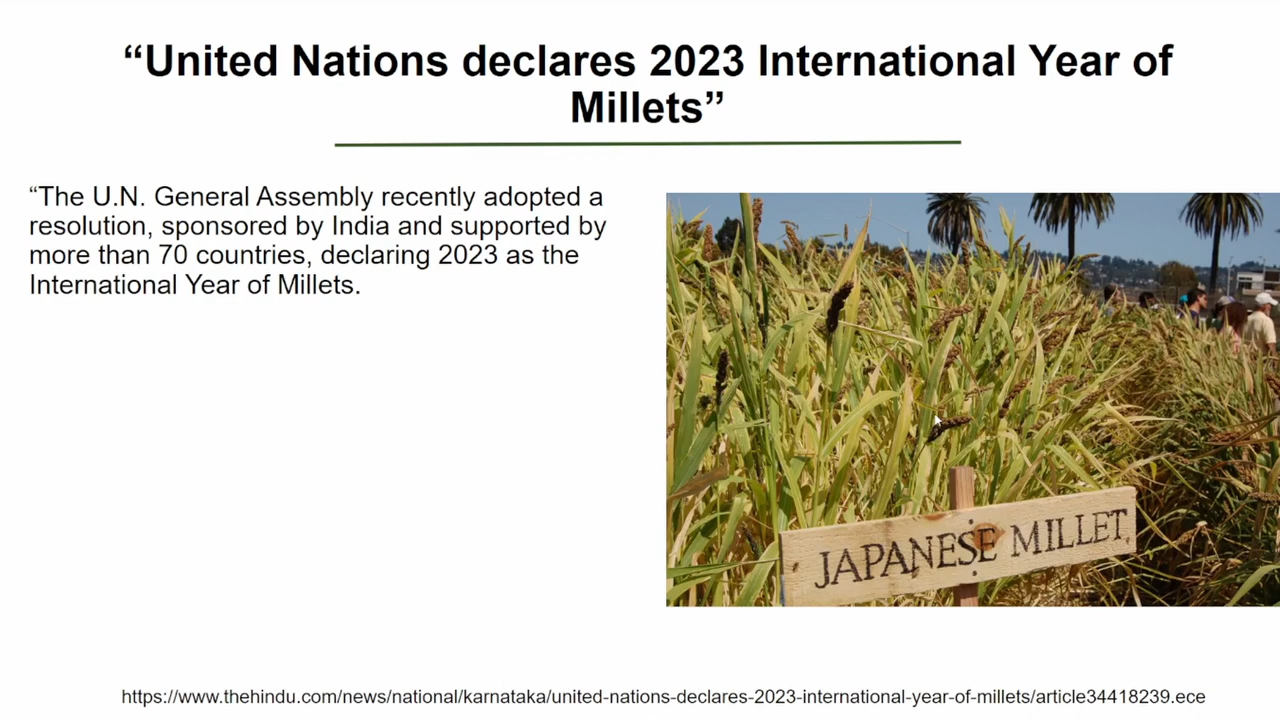 “United Nations declares 2023 International Year of
Millets”
“The U.N. General Assembly recently adopted a
resolution, sponsored by India and supported by
more than 70 countries, declaring 2023 as the
International Year of Millets.
JAPANESE MILLET
https://www.thehindu.com/news/national/karnataka/united-nations-declares-2023-international-year-of-millets/article34418239.ece